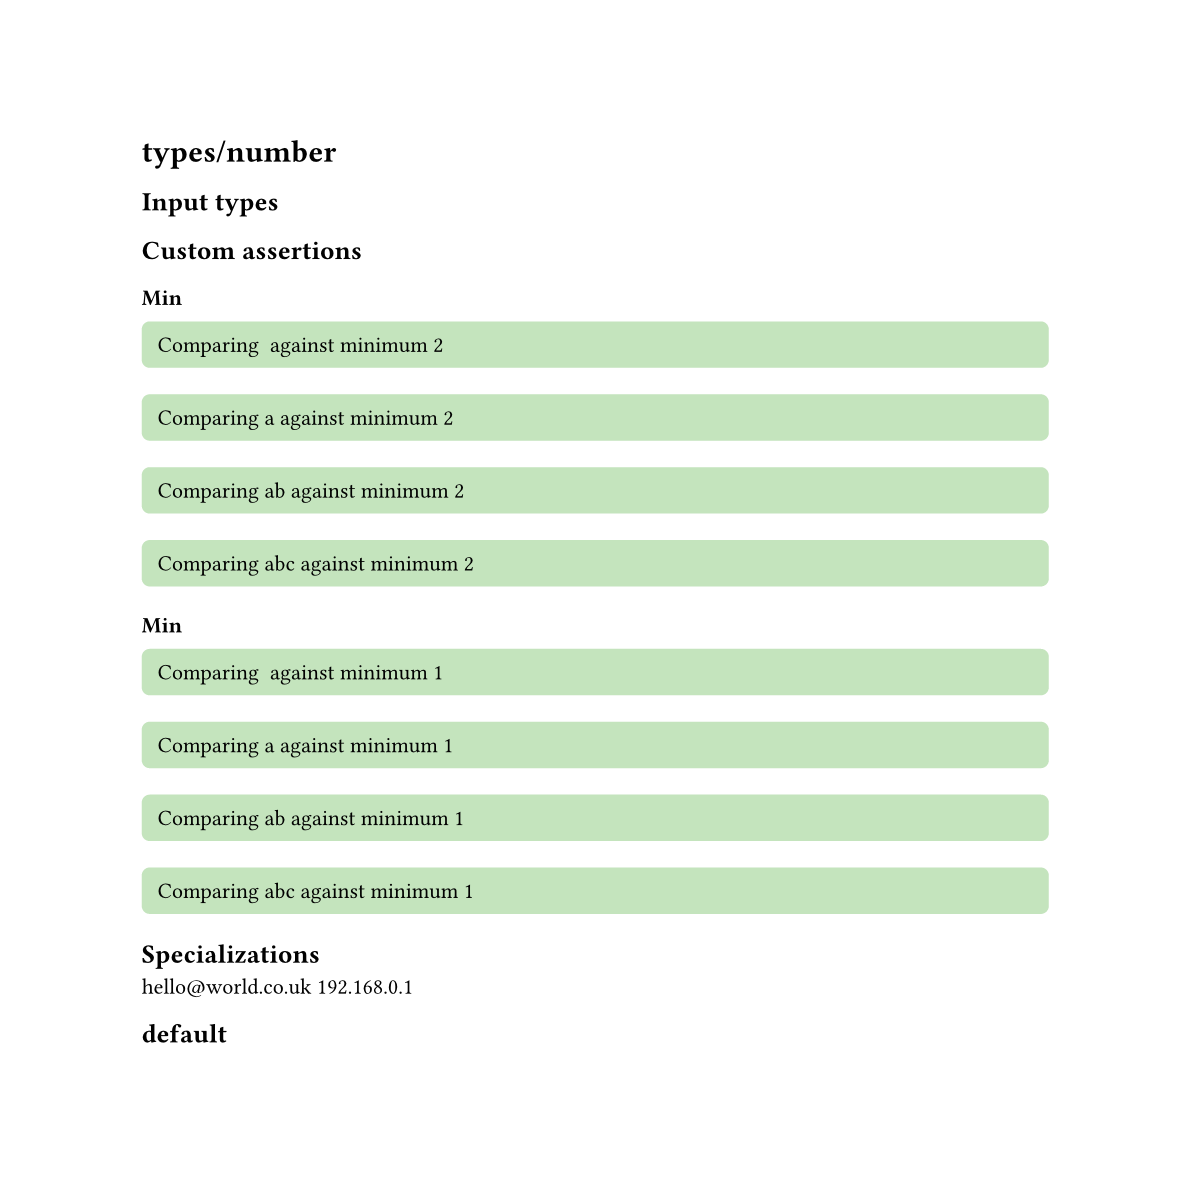 types/number
Input types
Custom assertions
Min
Comparing  against minimum 2
Comparing a against minimum 2
Comparing ab against minimum 2
Comparing abc against minimum 2
Min
Comparing  against minimum 1
Comparing a against minimum 1
Comparing ab against minimum 1
Comparing abc against minimum 1
Specializations
hello@world.co.uk 192.168.0.1
default